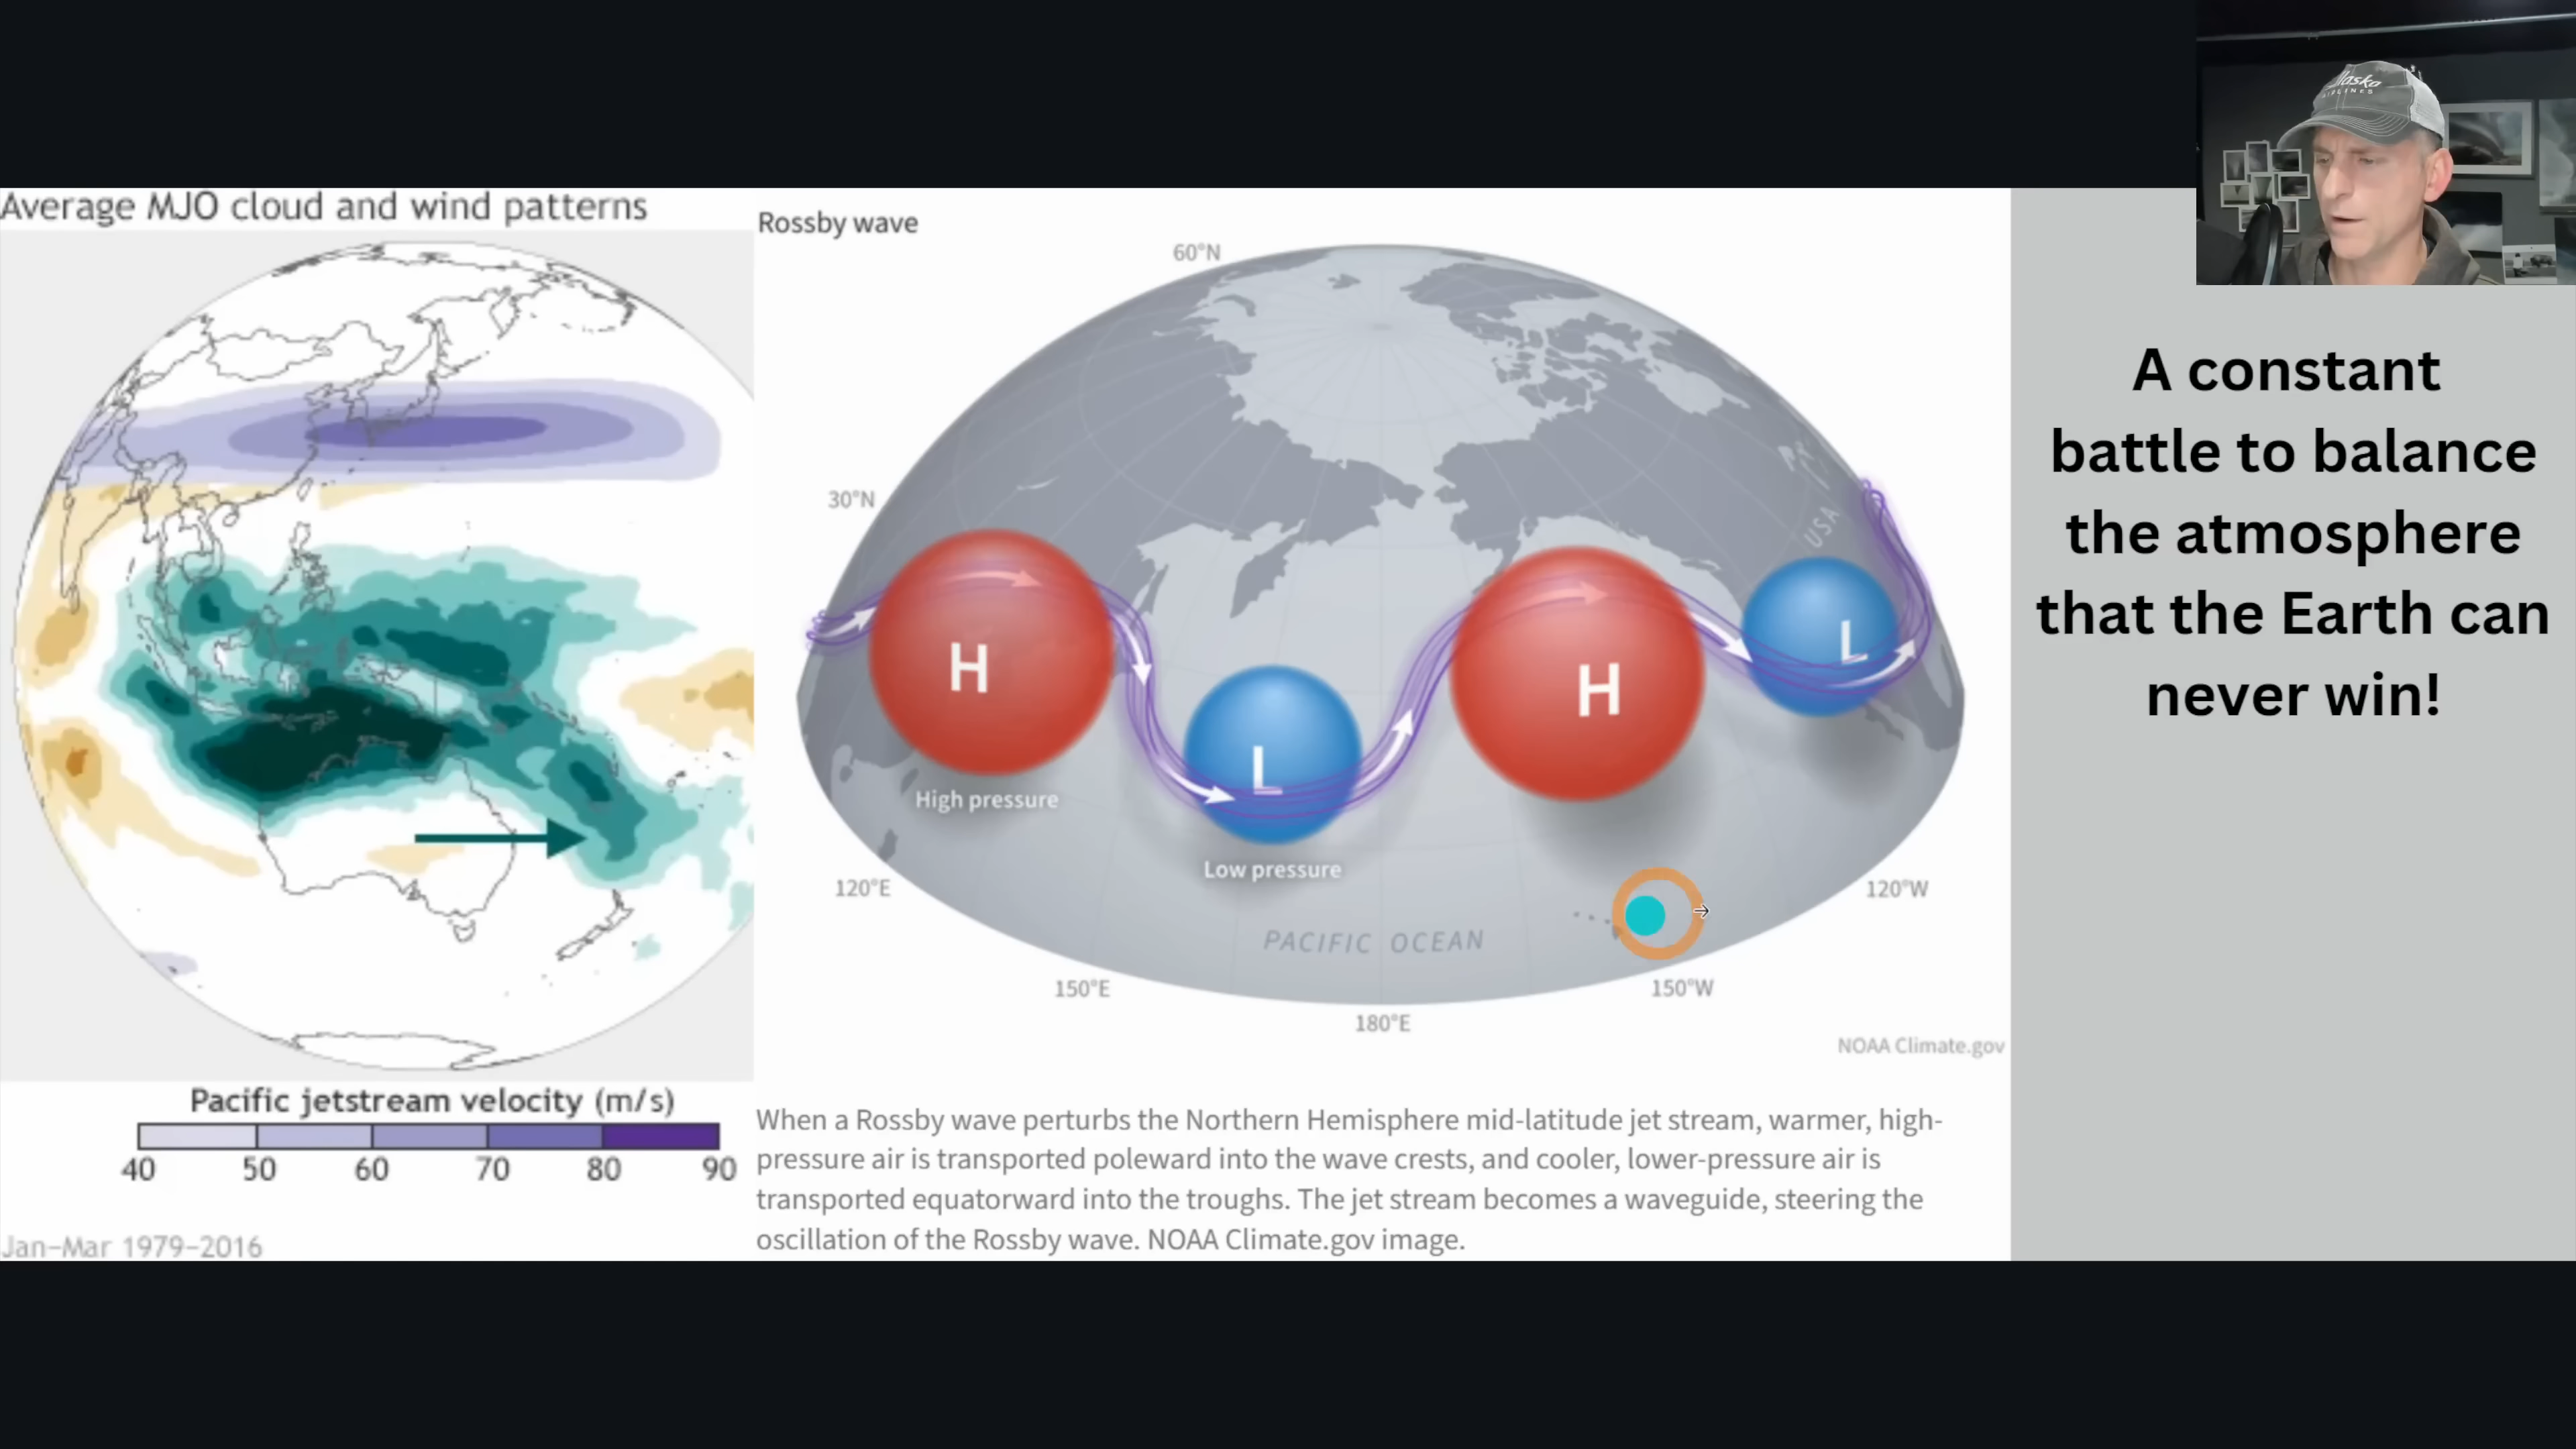 Average MJO cloud and wind patterns
Pacific jetstream velocity (m/s)
40 50 60 70 80 90
Jan-Mar 1979-2016
Rossby wave
60°N
30°N
USA
H
H
L
L
High pressure
Low pressure
120°E
120°W
PACIFIC OCEAN
150°E
150°W
180°E
NOAA Climate.gov
When a Rossby wave perturbs the Northern Hemisphere mid-latitude jet stream, warmer, high-
pressure air is transported poleward into the wave crests, and cooler, lower-pressure air is
transported equatorward into the troughs. The jet stream becomes a waveguide, steering the
oscillation of the Rossby wave. NOAA Climate.gov image.
A constant
battle to balance
the atmosphere
that the Earth can
never win!